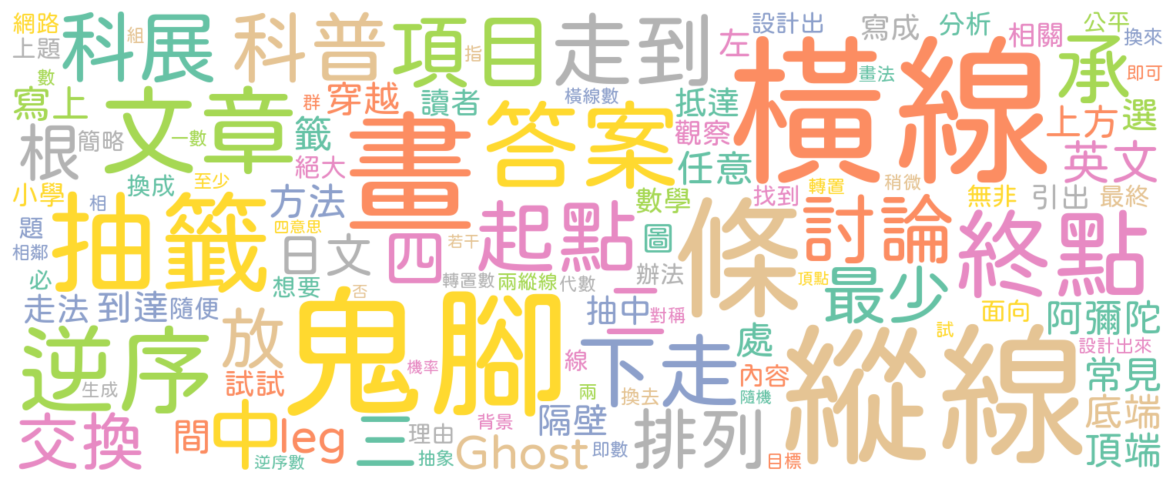 網路
上題
數
科展
組
科普
項目
指
走到
左
設計出
寫成
分析
相關
公平
換來
承
即可
寫上
文章
群
穿越
讀者
橫線數
抵達
畫法
橫線
上方
選
根
簡略
一數
籤
絕大
畫
答案
觀察
任意
英文
小學
換成
至少
方法
數學
找到
轉置
稍微
無非
引出
最終
題
相
抽籤
四意思
日文
四
起點
若干
圖
條
討論
終點
相鄰
必
想要
轉置數
兩縱線
代數
辦法
頂點
最少
面向
阿彌陀
走法
到達
隨便
否
抽中
對稱
處
試
設計出來
逆序
放
鬼腳
下走
縱線
常見
生成
試試
機率
線
內容
兩
換去
隨機
底端
交換
間
中
leg
三
理由
背景
隔壁
排列
頂端
逆序數
抽象
Ghost
即數
目標